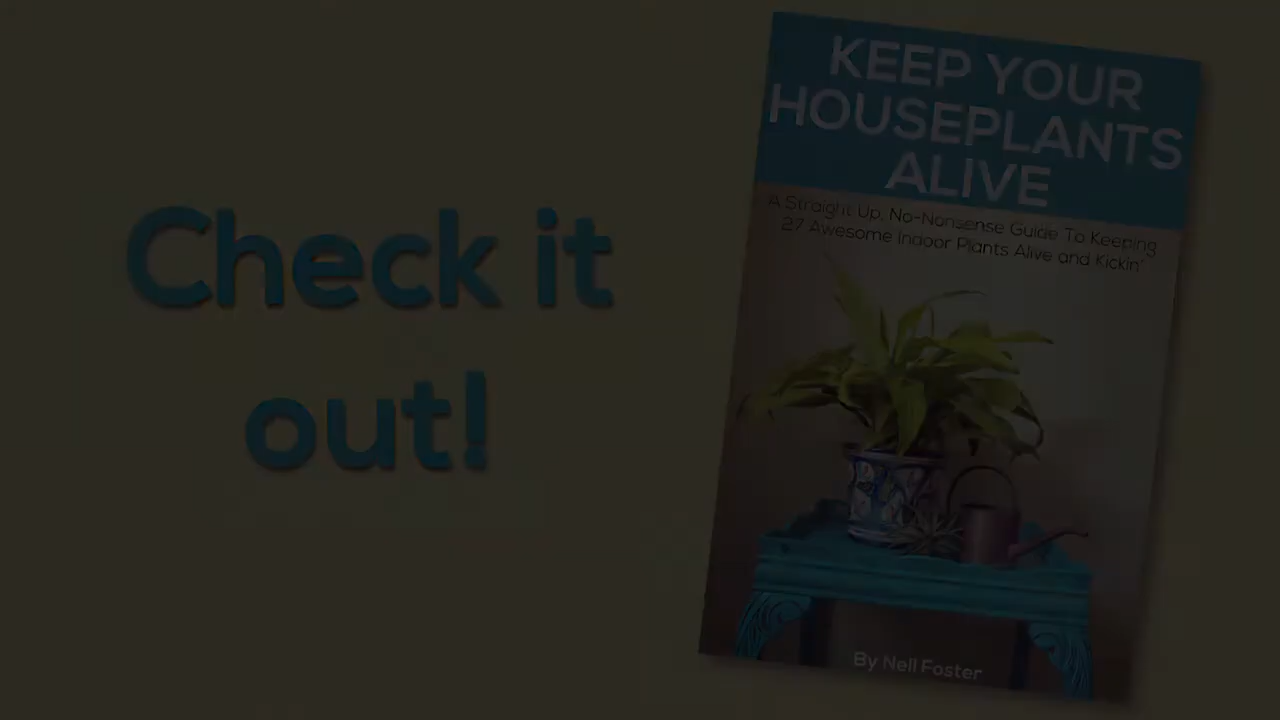 Check it
out!
KEEP YOUR
HOUSEPLANTS
ALIVE
A Straight Up, No-Nonsense Guide To Keeping
27 Awesome Indoor Plants Alive and Kickin'
By Nell Foster